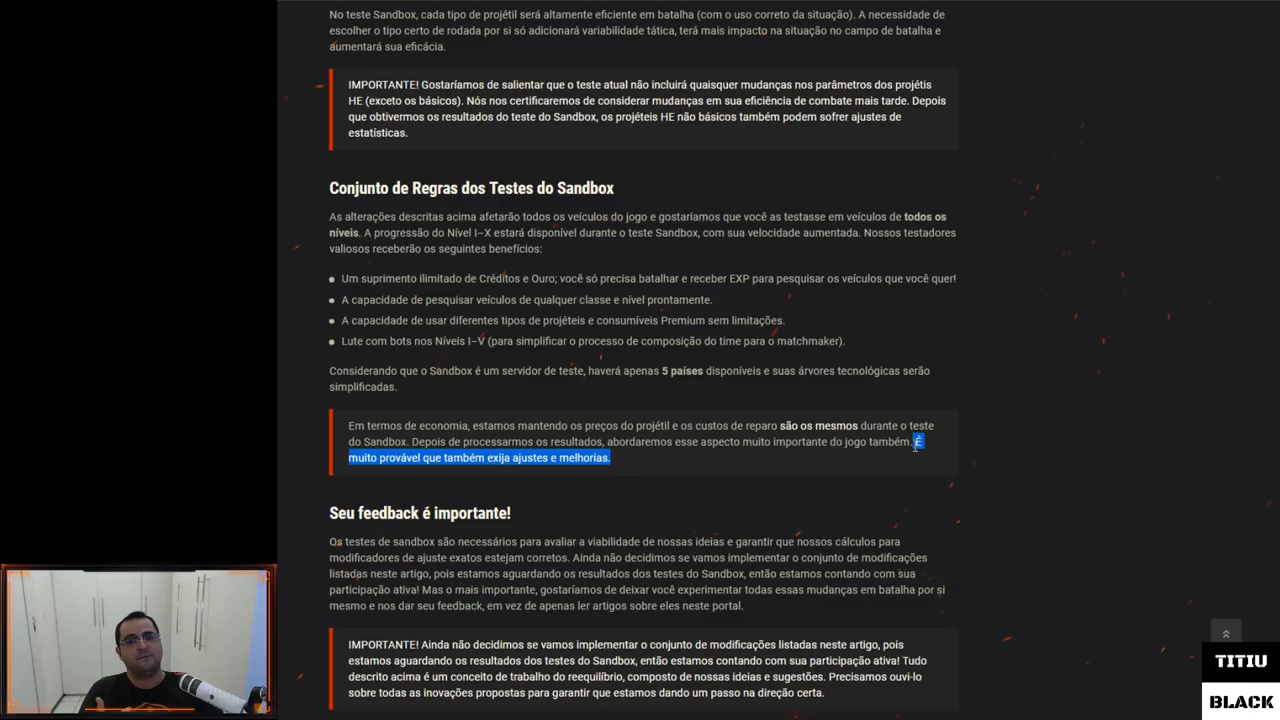 No teste Sandbox, cada tipo de projétil será altamente eficiente em batalha (com o uso correto da situação). A necessidade de
escolher o tipo certo de rodada por si só adicionará variabilidade tática, terá mais impacto na situação no campo de batalha e
aumentará sua eficácia.
IMPORTANTE! Gostaríamos de salientar que o teste atual não incluirá quaisquer mudanças nos parâmetros dos projétis
HE (exceto os básicos). Nós nos certificaremos de considerar mudanças em sua eficiência de combate mais tarde. Depois
que obtivermos os resultados do teste do Sandbox, os projéteis HE não básicos também podem sofrer ajustes de
estatísticas.
Conjunto de Regras dos Testes do Sandbox
As alterações descritas acima afetarão todos os veículos do jogo e gostaríamos que você as testasse em veículos de todos os
níveis. A progressão do Nível I–X estará disponível durante o teste Sandbox, com sua velocidade aumentada. Nossos testadores
valiosos receberão os seguintes benefícios:
Um suprimento ilimitado de Créditos e Ouro; você só precisa batalhar e receber EXP para pesquisar os veículos que você quer!
A capacidade de pesquisar veículos de qualquer classe e nível prontamente.
A capacidade de usar diferentes tipos de projéteis e consumíveis Premium sem limitações.
Lute com bots nos Níveis I–V (para simplificar o processo de composição do time para o matchmaker).
Considerando que o Sandbox é um servidor de teste, haverá apenas 5 países disponíveis e suas árvores tecnológicas serão
simplificadas.
Em termos de economia, estamos mantendo os preços do projétil e os custos de reparo são os mesmos durante o teste
do Sandbox. Depois de processarmos os resultados, abordaremos esse aspecto muito importante do jogo também. É
muito provável que também exija ajustes e melhorias.
Seu feedback é importante!
Os testes de sandbox são necessários para avaliar a viabilidade de nossas ideias e garantir que nossos cálculos para
modificadores de ajuste exatos estejam corretos. Ainda não decidimos se vamos implementar o conjunto de modificações
listadas neste artigo, pois estamos aguardando os resultados dos testes do Sandbox, então estamos contando com sua
participação ativa! Mas o mais importante, gostaríamos de deixar você experimentar todas essas mudanças em batalha por si
mesmo e nos dar seu feedback, em vez de apenas ler artigos sobre eles neste portal.
IMPORTANTE! Ainda não decidimos se vamos implementar o conjunto de modificações listadas neste artigo, pois
estamos aguardando os resultados dos testes do Sandbox, então estamos contando com sua participação ativa! Tudo
descrito acima é um conceito de trabalho do reequilíbrio, composto de nossas ideias e sugestões. Precisamos ouvi-lo
sobre todas as inovações propostas para garantir que estamos dando um passo na direção certa.
TITIU
BLACK